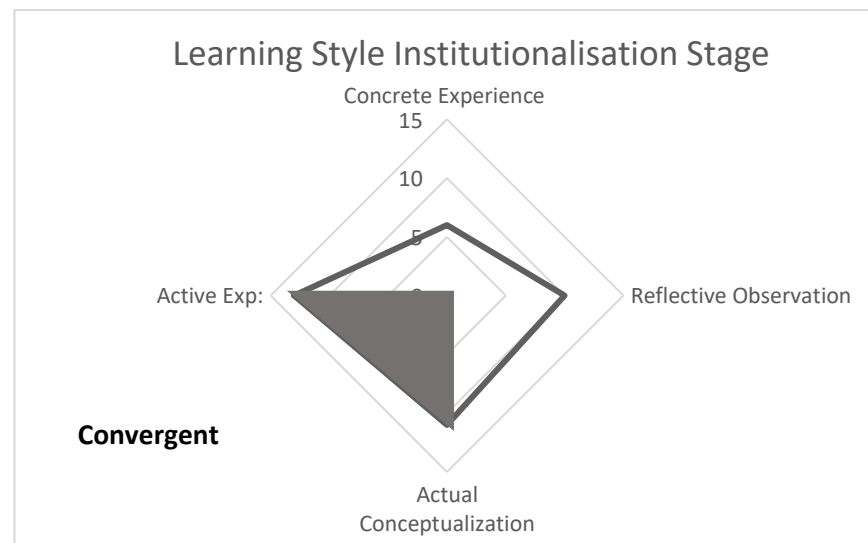 Learning Style Institutionalisation Stage
Concrete Experience
15
10
5
Active Exp:
Reflective Observation
Convergent
Actual
Conceptualization